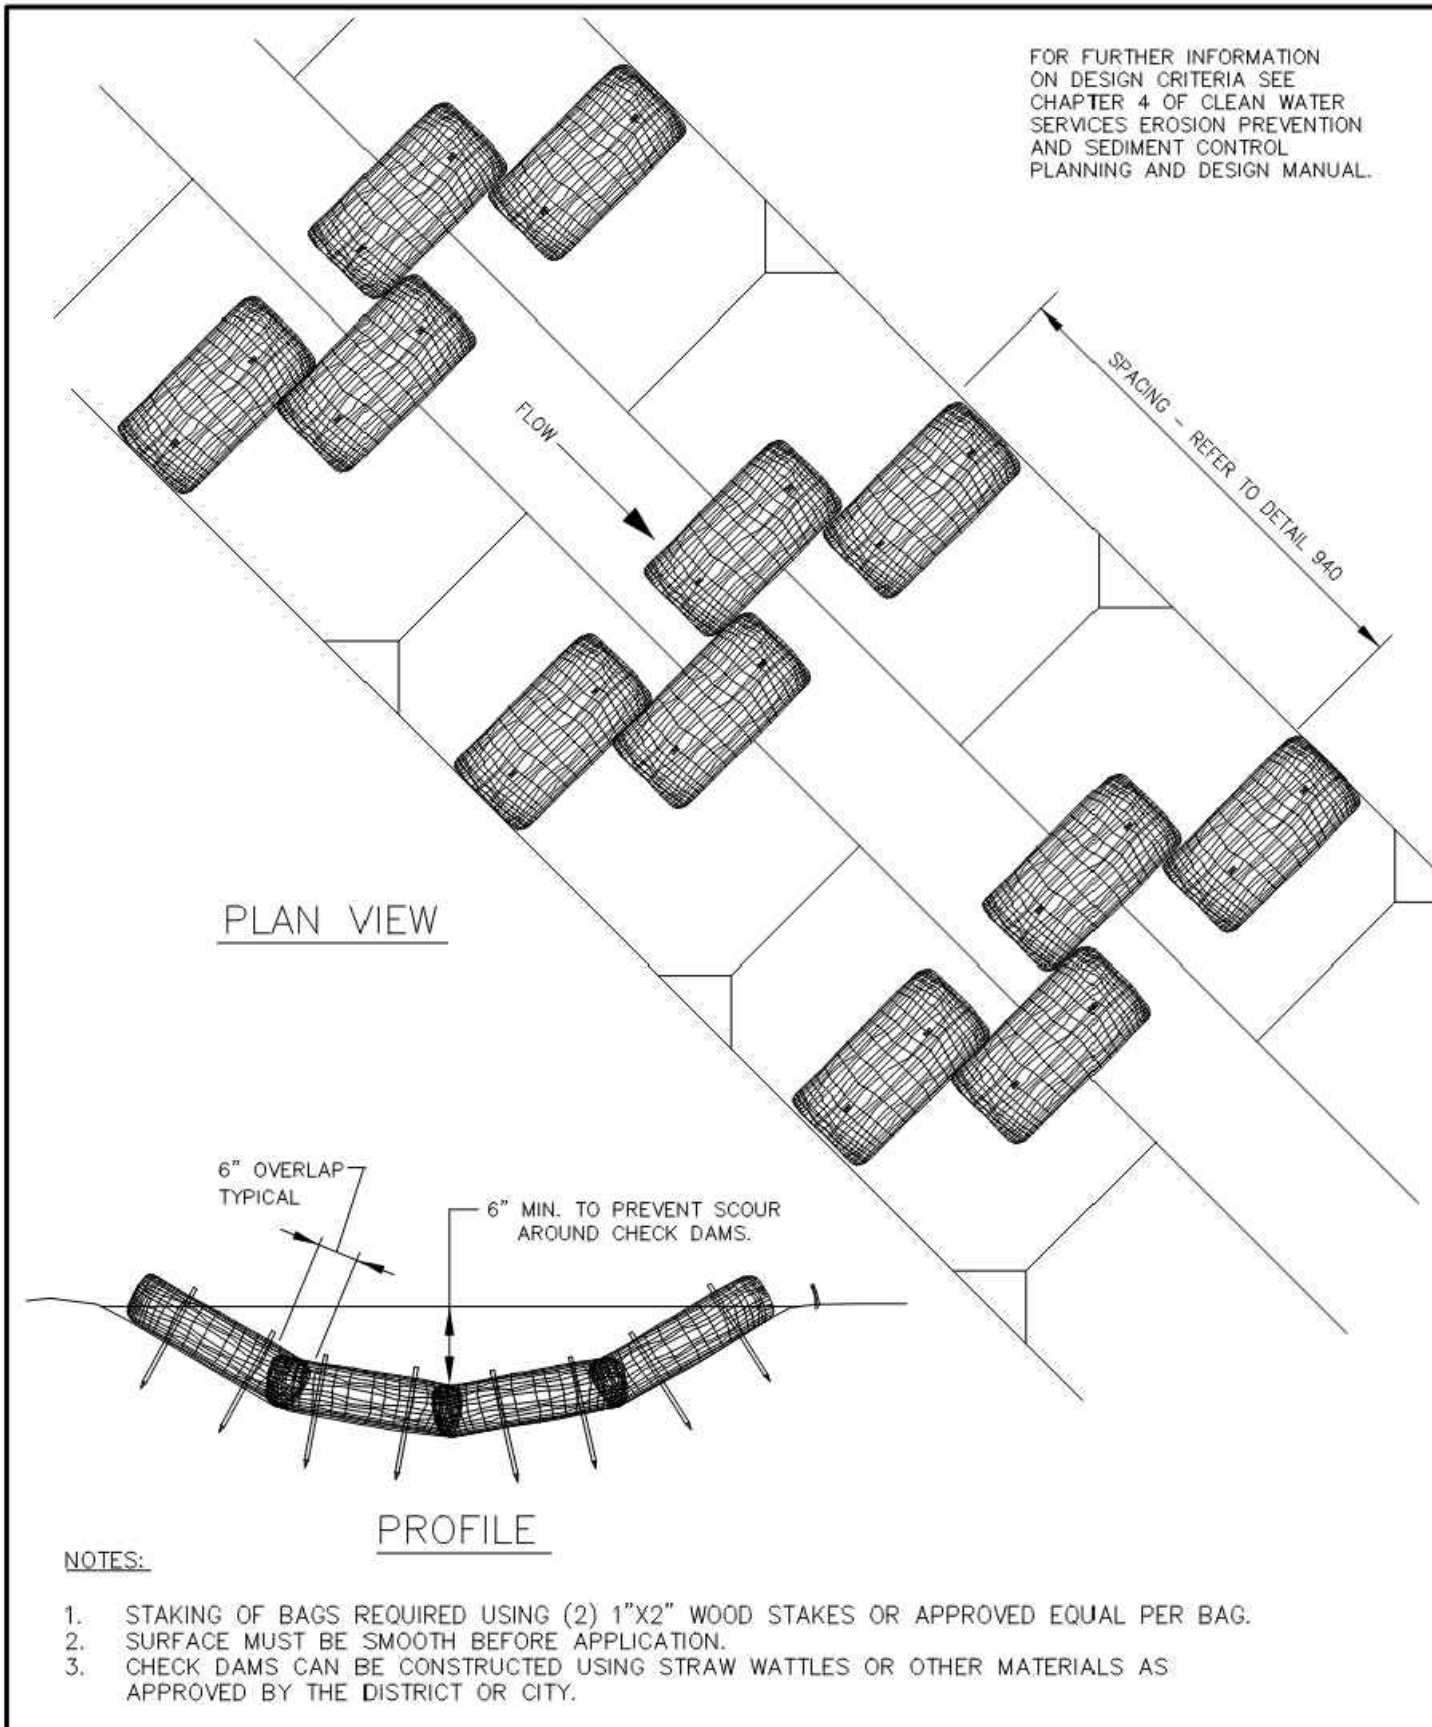 FOR FURTHER INFORMATION
ON DESIGN CRITERIA SEE
CHAPTER 4 OF CLEAN WATER
SERVICES EROSION PREVENTION
AND SEDIMENT CONTROL
PLANNING AND DESIGN MANUAL.
SPACING - REFER TO DETAIL 940
FLOW
PLAN VIEW
6" OVERLAP
TYPICAL
6" MIN. TO PREVENT SCOUR
AROUND CHECK DAMS.
PROFILE
NOTES:
1. STAKING OF BAGS REQUIRED USING (2) 1"X2" WOOD STAKES OR APPROVED EQUAL PER BAG.
2. SURFACE MUST BE SMOOTH BEFORE APPLICATION.
3. CHECK DAMS CAN BE CONSTRUCTED USING STRAW WATTLES OR OTHER MATERIALS AS
APPROVED BY THE DISTRICT OR CITY.